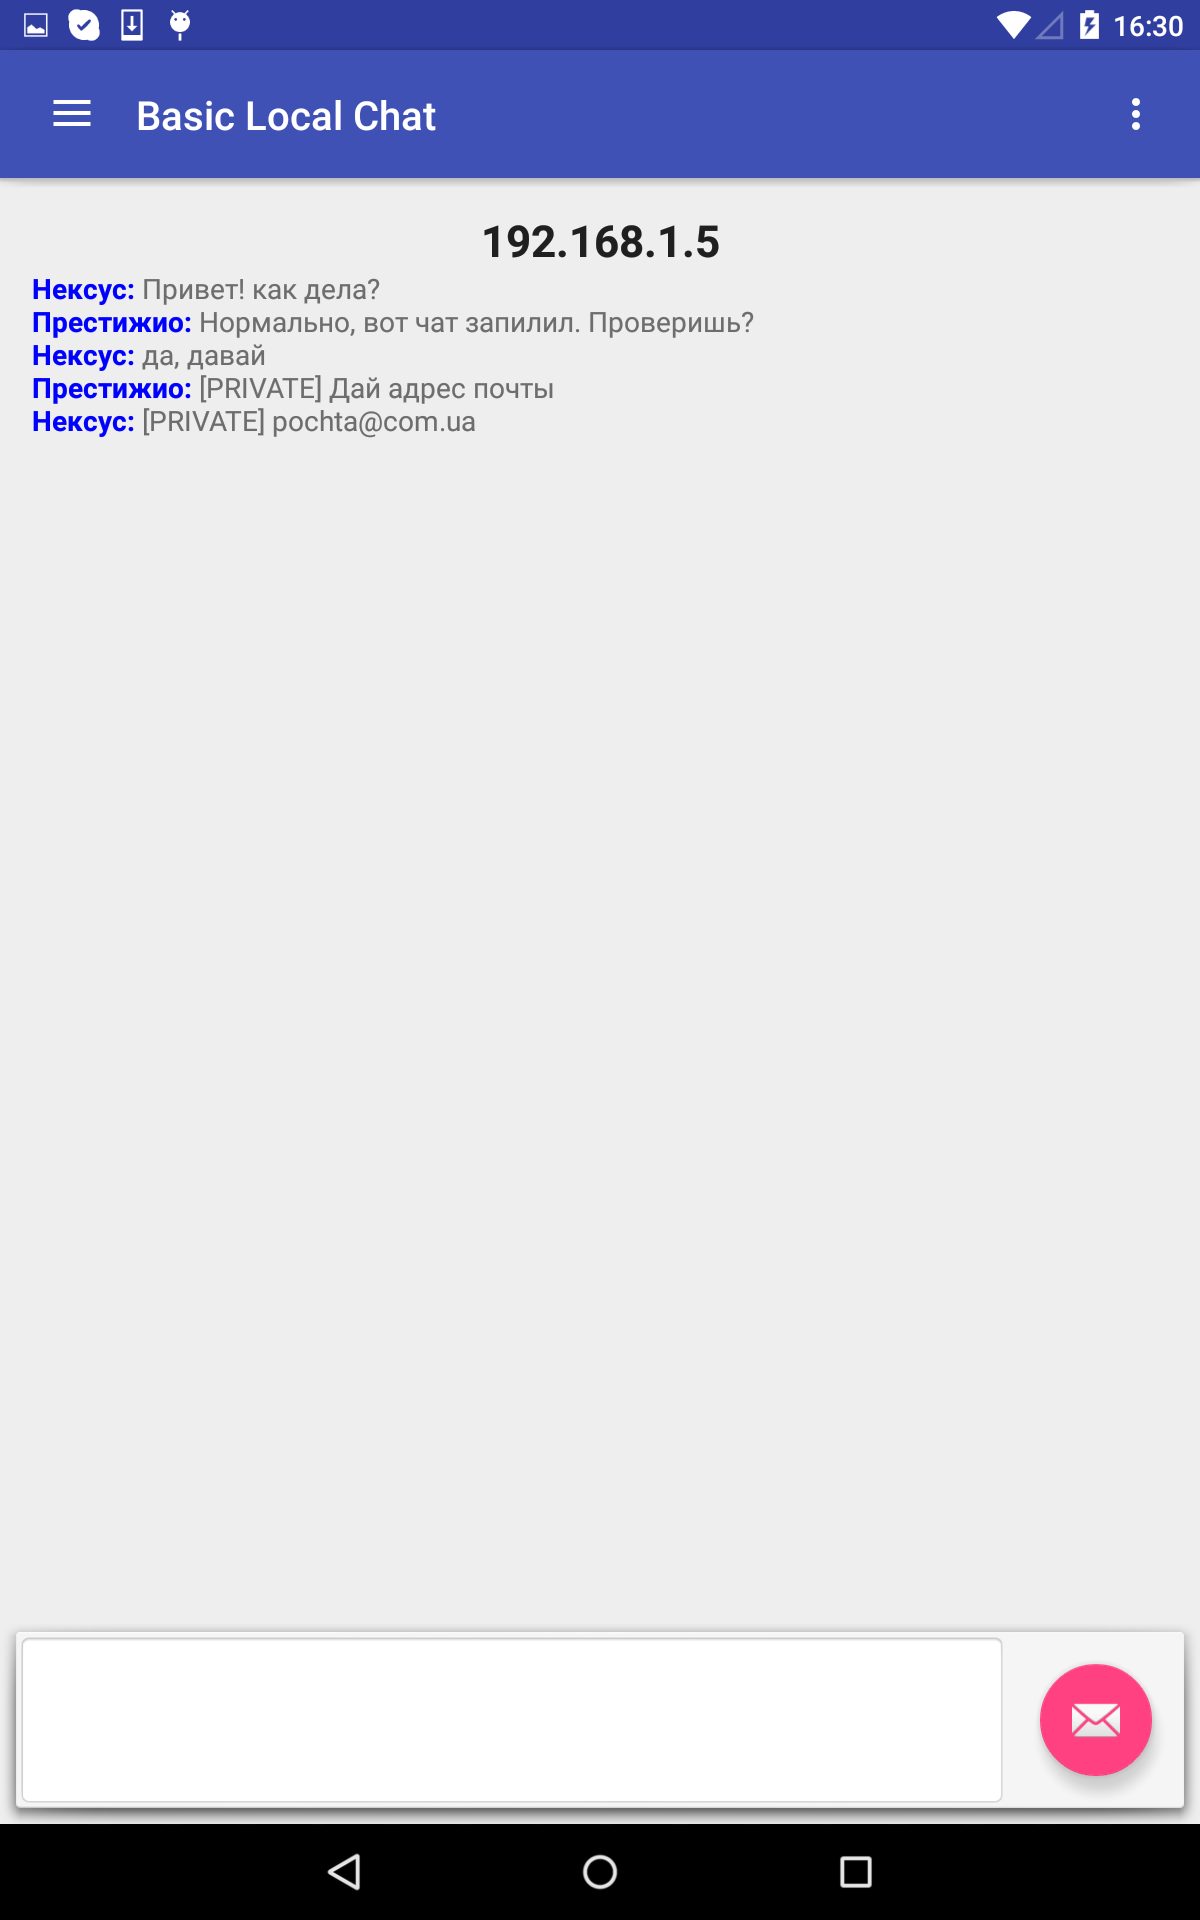 16:30
Basic Local Chat
192.168.1.5
Нексус: Привет! как дела?
Престижио: Нормально, вот чат запилил. Проверишь?
Нексус: да, давай
Престижио: [PRIVATE] Дай адрес почты
Нексус: [PRIVATE] pochta@com.ua